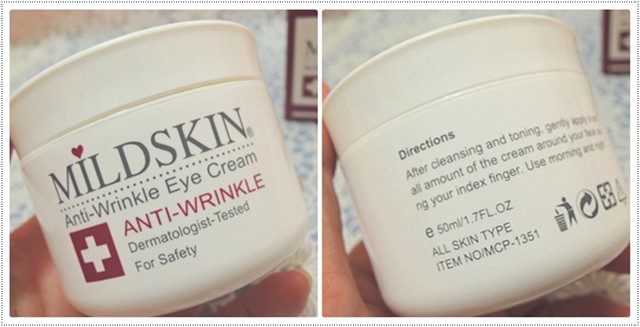 MILDSKIN®
Anti-Wrinkle Eye Cream
ANTI-WRINKLE
Dermatologist-Tested
For Safety
Directions
After cleansing and toning, gently apply
all amount of the cream around your
ng your index finger. Use morning and
e 50ml/1.7FL.OZ
ALL SKIN TYPE
ITEM NO/MCP-1351